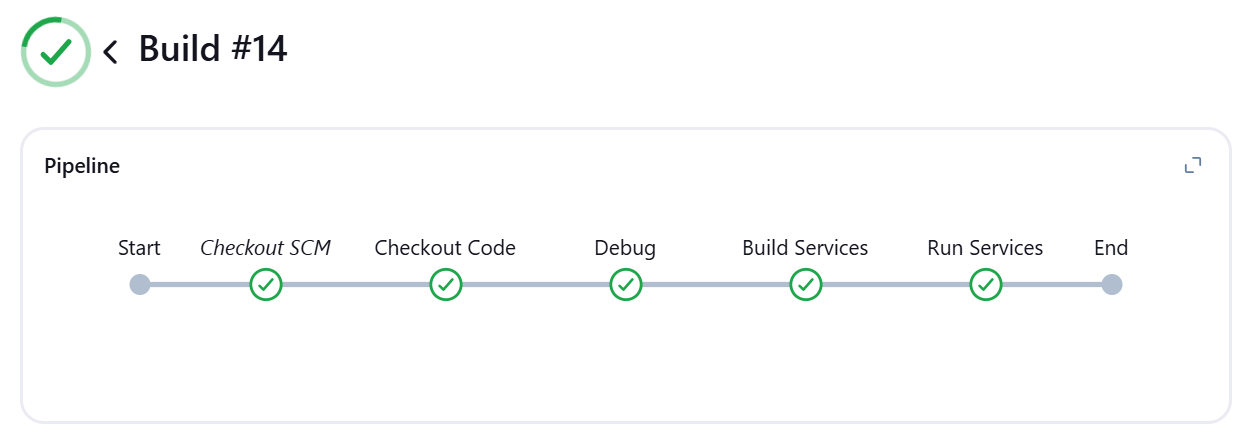 Build #14
Pipeline
Start Checkout SCM Checkout Code Debug Build Services Run Services End